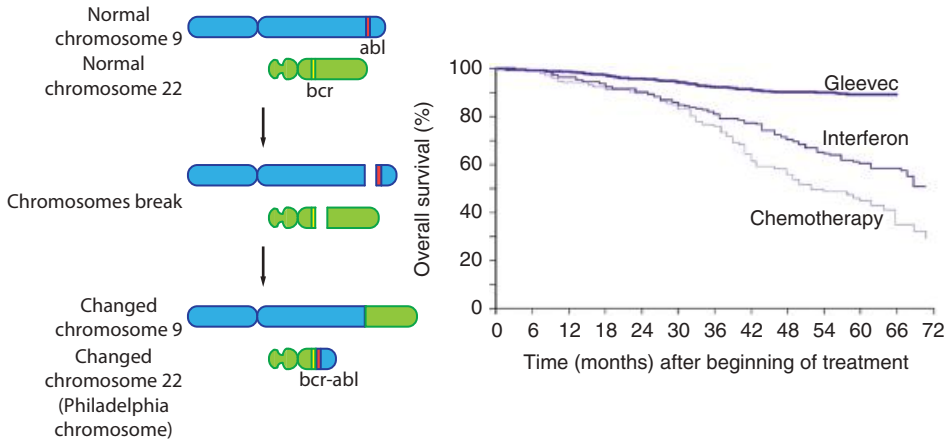 Normal
chromosome 9
abl
Normal
chromosome 22
bcr
Chromosomes break
Changed
chromosome 9
Changed
chromosome 22
(Philadelphia
chromosome)
bcr-abl
Overall survival (%)
100
80
60
40
20
0
Gleevec
Interferon
Chemotherapy
0 6 12 18 24 30 36 42 48 54 60 66 72
Time (months) after beginning of treatment